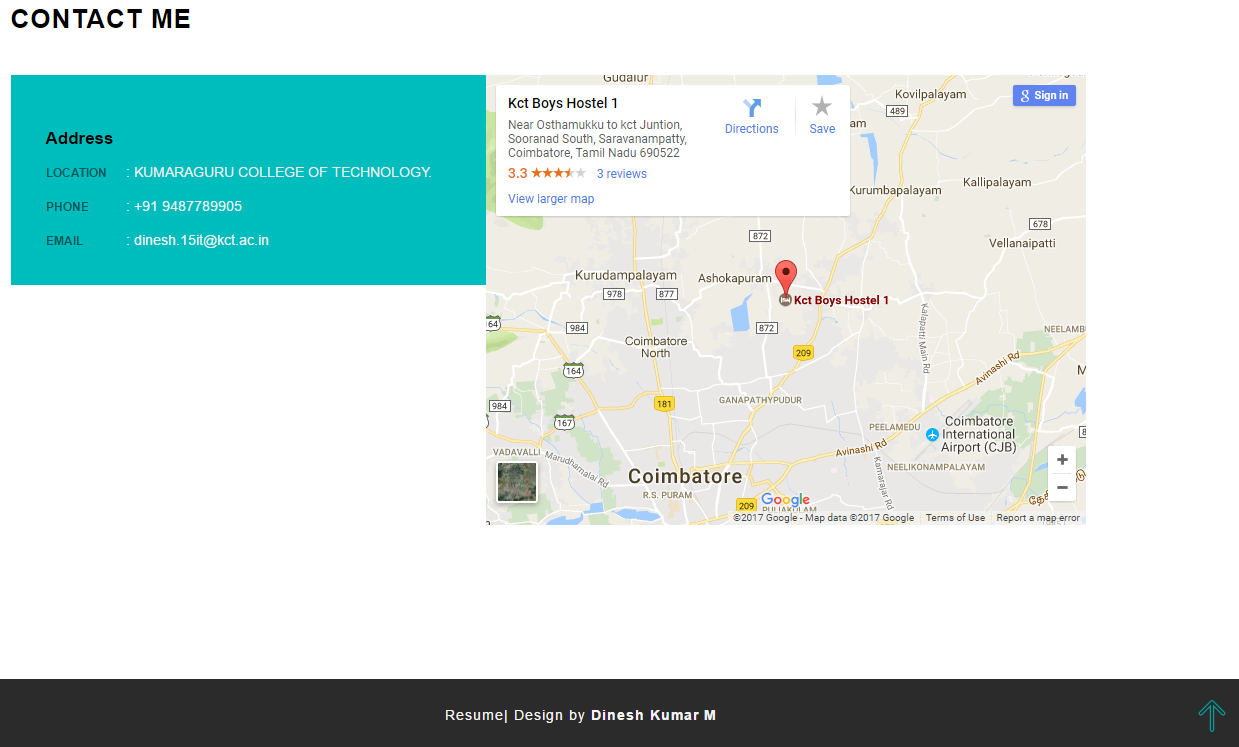 CONTACT ME
Address
LOCATION : KUMARAGURU COLLEGE OF TECHNOLOGY.
PHONE : +91 9487789905
EMAIL : dinesh.15it@kct.ac.in
Kct Boys Hostel 1
Near Osthamukku to kct Juntion,
Sooranad South, Saravanampatty,
Coimbatore, Tamil Nadu 690522
3.3 3 reviews
View larger map
Directions
Save
Sign in
Gudalur
Kovilpalayam
489
am
Kurumbapalayam
Kallipalayam
678
Vellanaipatti
872
Kurudampalayam
Ashokapuram
978
877
Kct Boys Hostel 1
164
984
872
Coimbatore
North
209
Kalapatti Main Rd
NEELAMB
164
Avinashi Rd
M
984
181
GANAPATHYPUDUR
167
PEELAMEDU
Coimbatore
International
Airport (CJB)
8
VADAVALLI
Marudhamalai Rd
Avinashi Rd
NEELIKONAMPALAYAM
Kamarajar Rd
Coimbatore
R.S. PURAM
209
Google
PULIAKULAM
+
−
©2017 Google - Map data ©2017 Google Terms of Use Report a map error
Resume| Design by Dinesh Kumar M